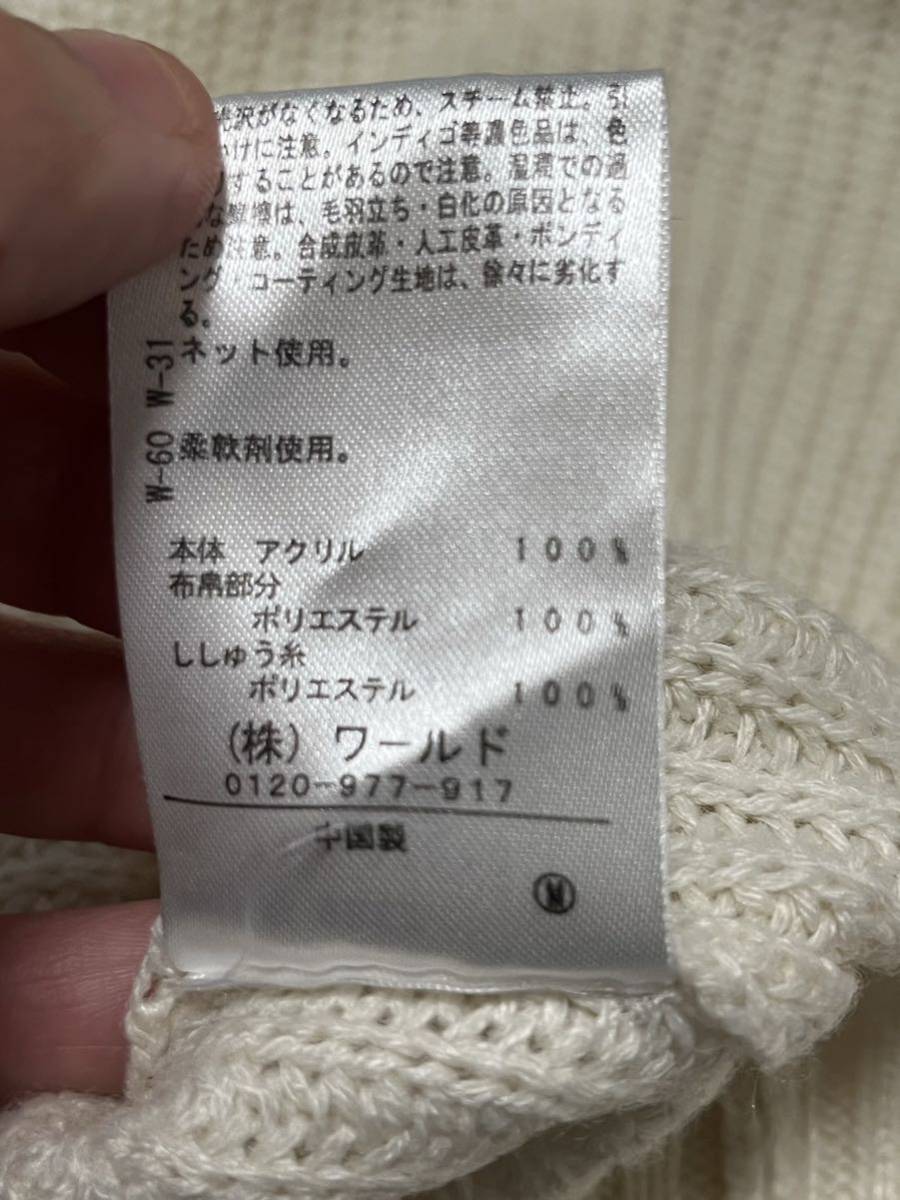 光沢がなくなるため、スチーム禁止。引
かけに注意。インディゴ等濃色品は、色
りすることがあるので注意。湿潤での過
な摩擦は、毛羽立ち・白化の原因となる
ため注意。合成皮革・人工皮革・ボンディ
ング・コーティング生地は、徐々に劣化す
る。
W-31 ネット使用。
W-60 柔軟剤使用。
本体 アクリル 100%
布帛部分
ポリエステル 100%
ししゅう糸
ポリエステル 100%
(株) ワールド
0120-977-917
中国製
N